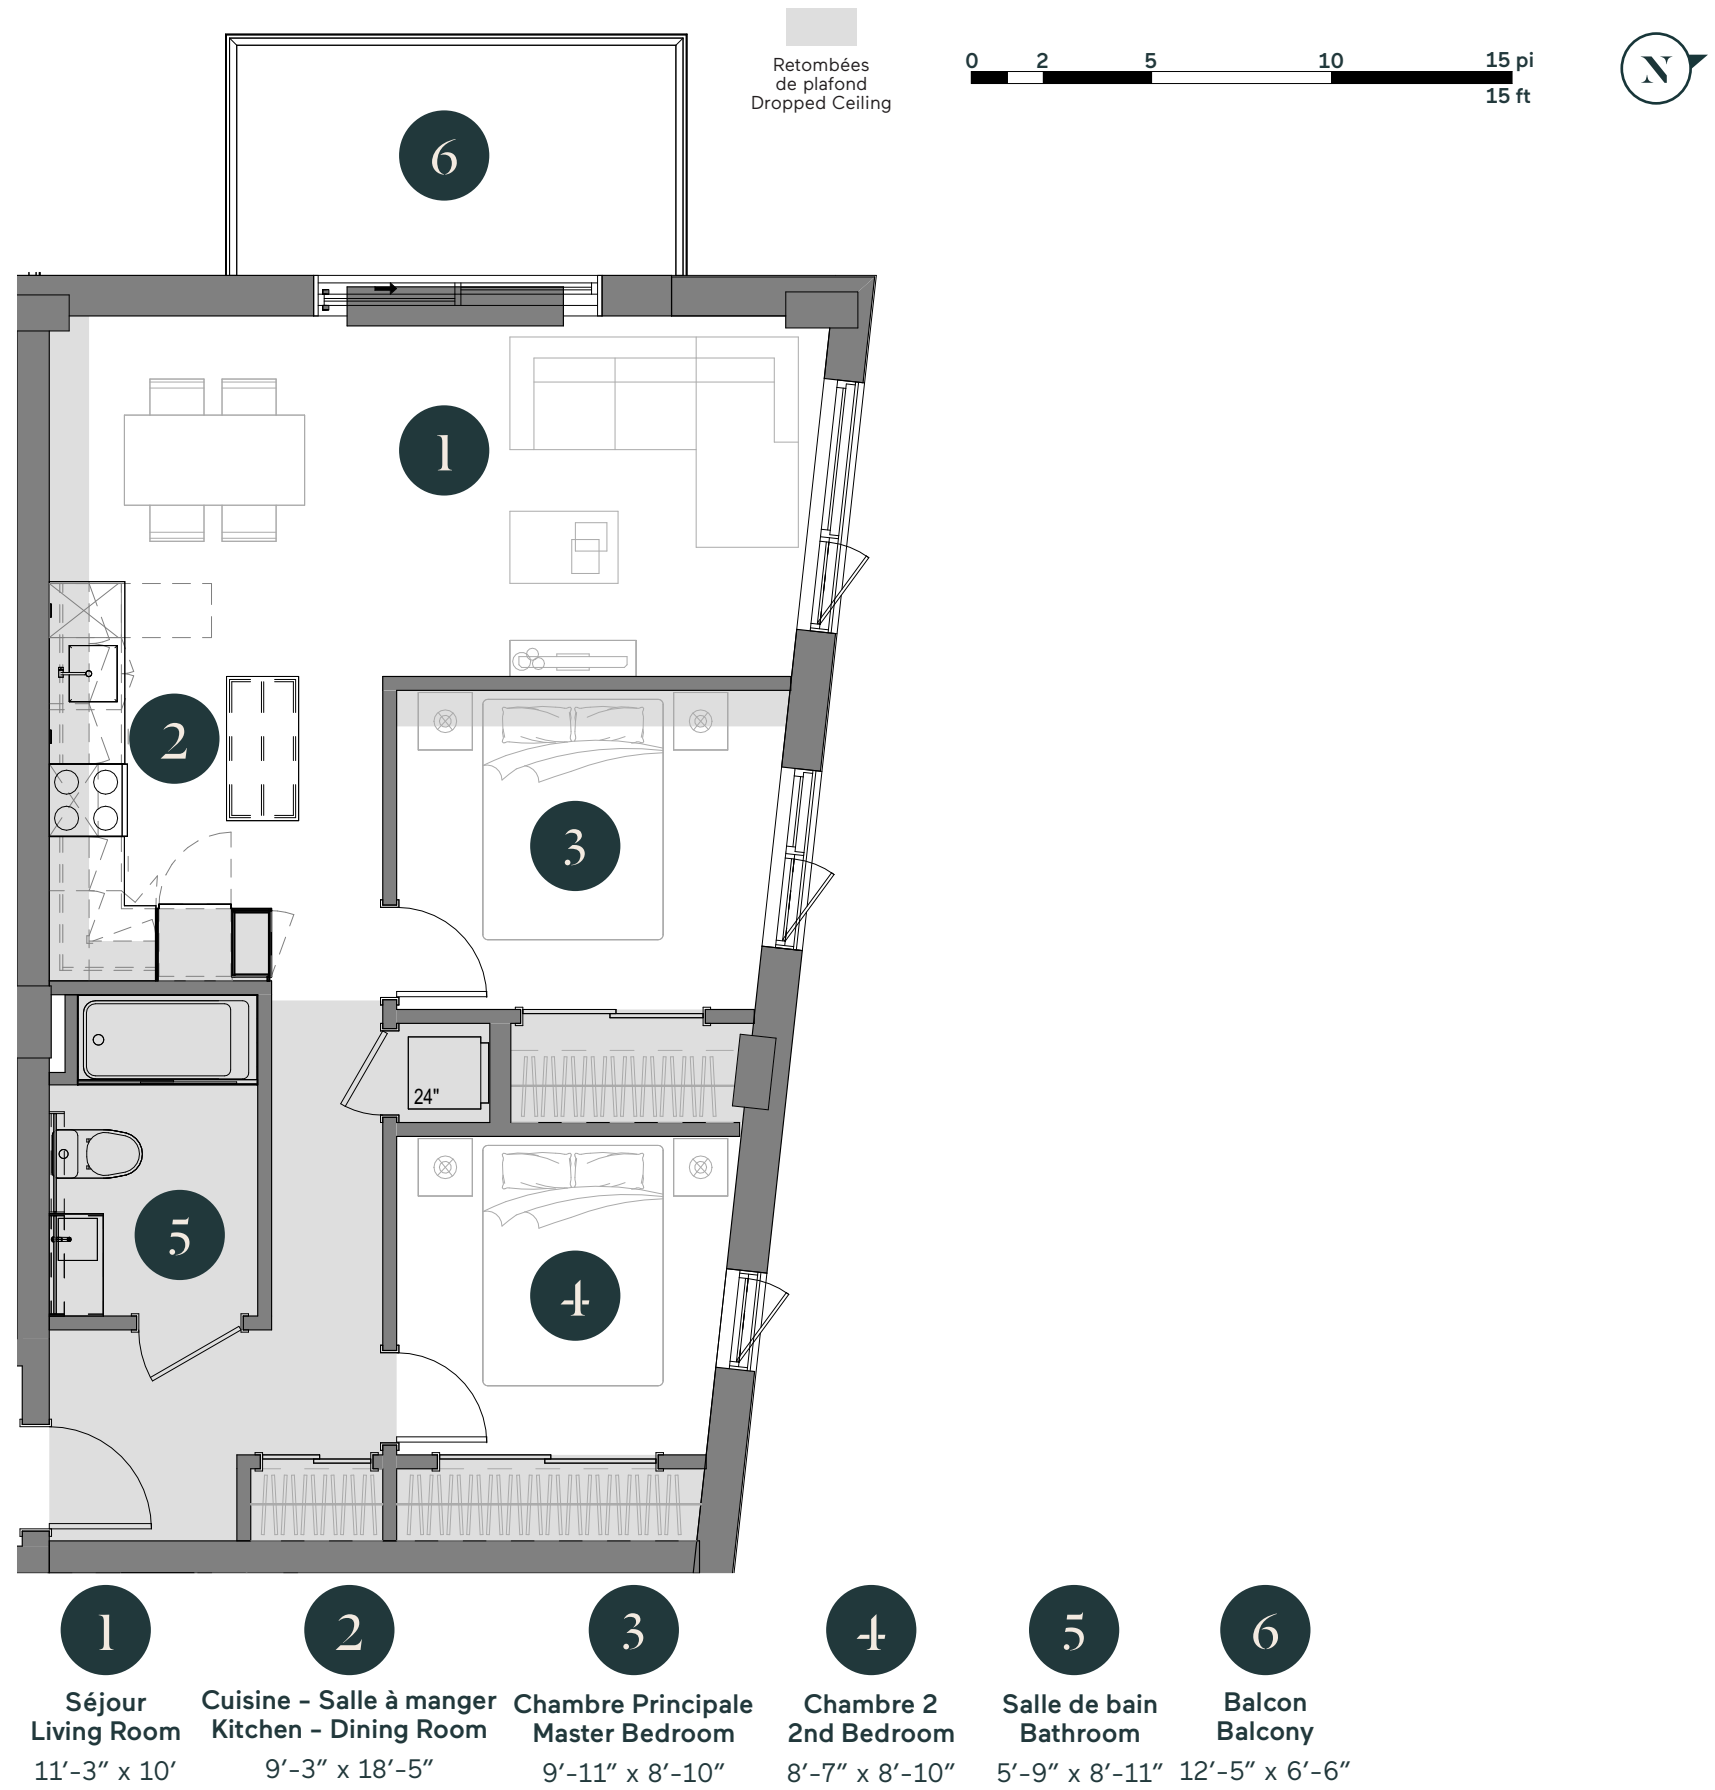 Retombées
de plafond
Dropped Ceiling
0 2 5 10 15 pi
15 ft
N
6
1
2
3
24"
5
4
1
Séjour
Living Room
11′-3″ x 10′
2
Cuisine - Salle à manger
Kitchen - Dining Room
9′-3″ x 18′-5″
3
Chambre Principale
Master Bedroom
9′-11″ x 8′-10″
4
Chambre 2
2nd Bedroom
8′-7″ x 8′-10″
5
Salle de bain
Bathroom
5′-9″ x 8′-11″
6
Balcon
Balcony
12′-5″ x 6′-6″